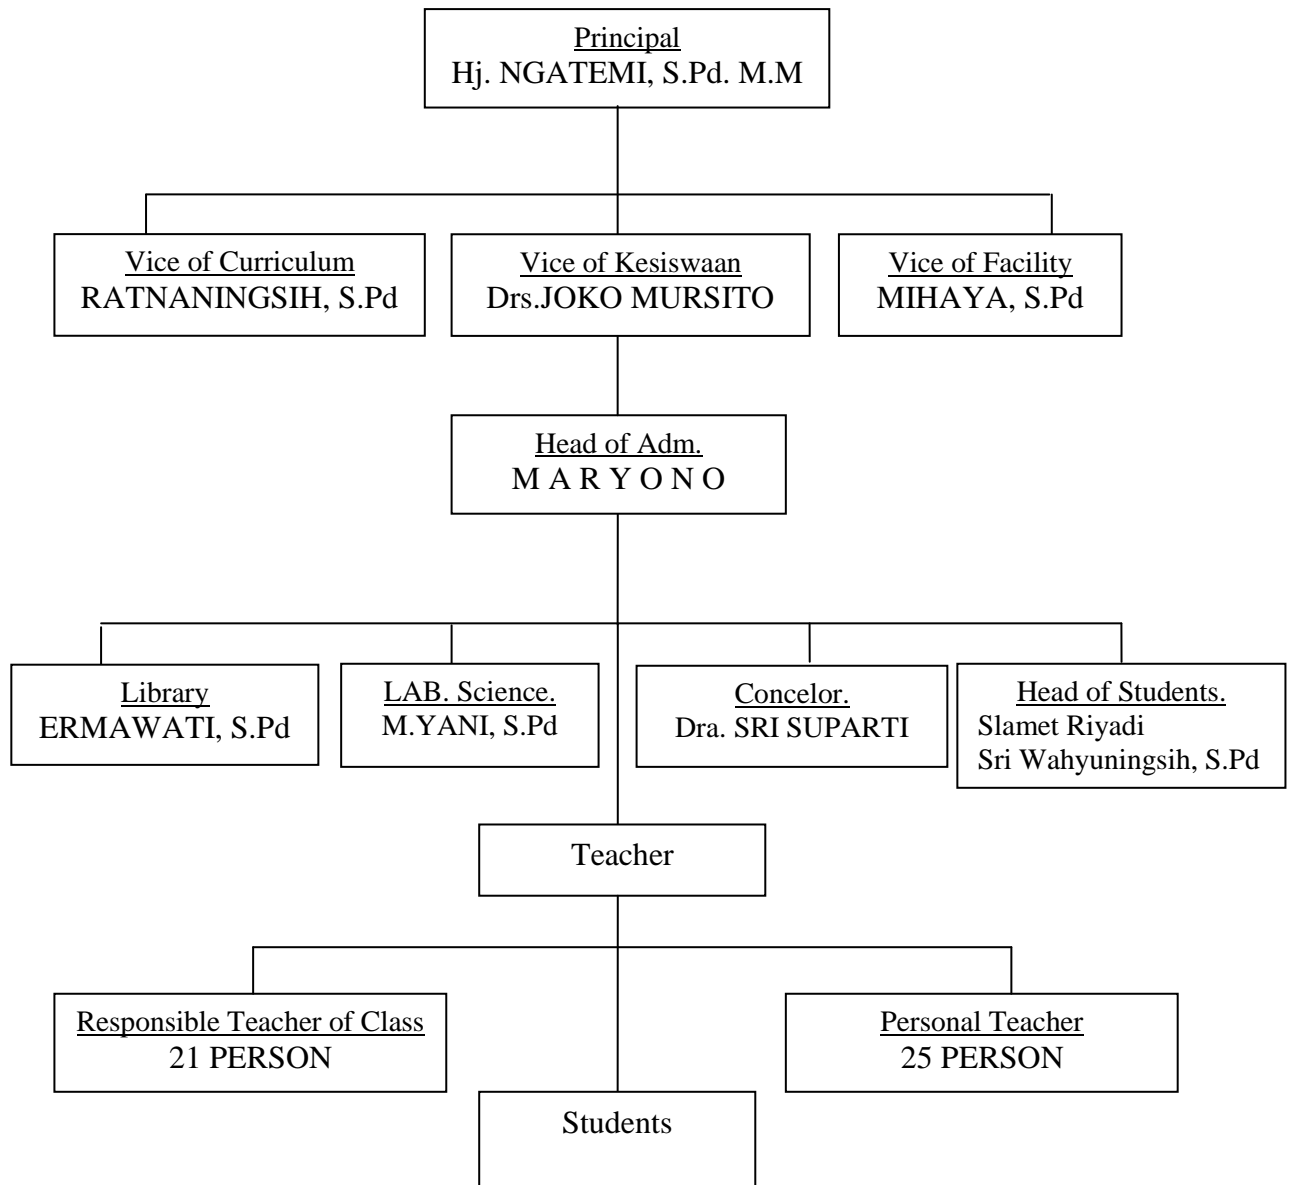 Principal
Hj. NGATEMI, S.Pd. M.M
Vice of Curriculum
RATNANINGSIH, S.Pd
Vice of Kesiswaan
Drs.JOKO MURSITO
Vice of Facility
MIHAYA, S.Pd
Head of Adm.
M A R Y O N O
Library
ERMAWATI, S.Pd
LAB. Science.
M.YANI, S.Pd
Concelor.
Dra. SRI SUPARTI
Head of Students.
Slamet Riyadi
Sri Wahyuningsih, S.Pd
Teacher
Responsible Teacher of Class
21 PERSON
Personal Teacher
25 PERSON
Students